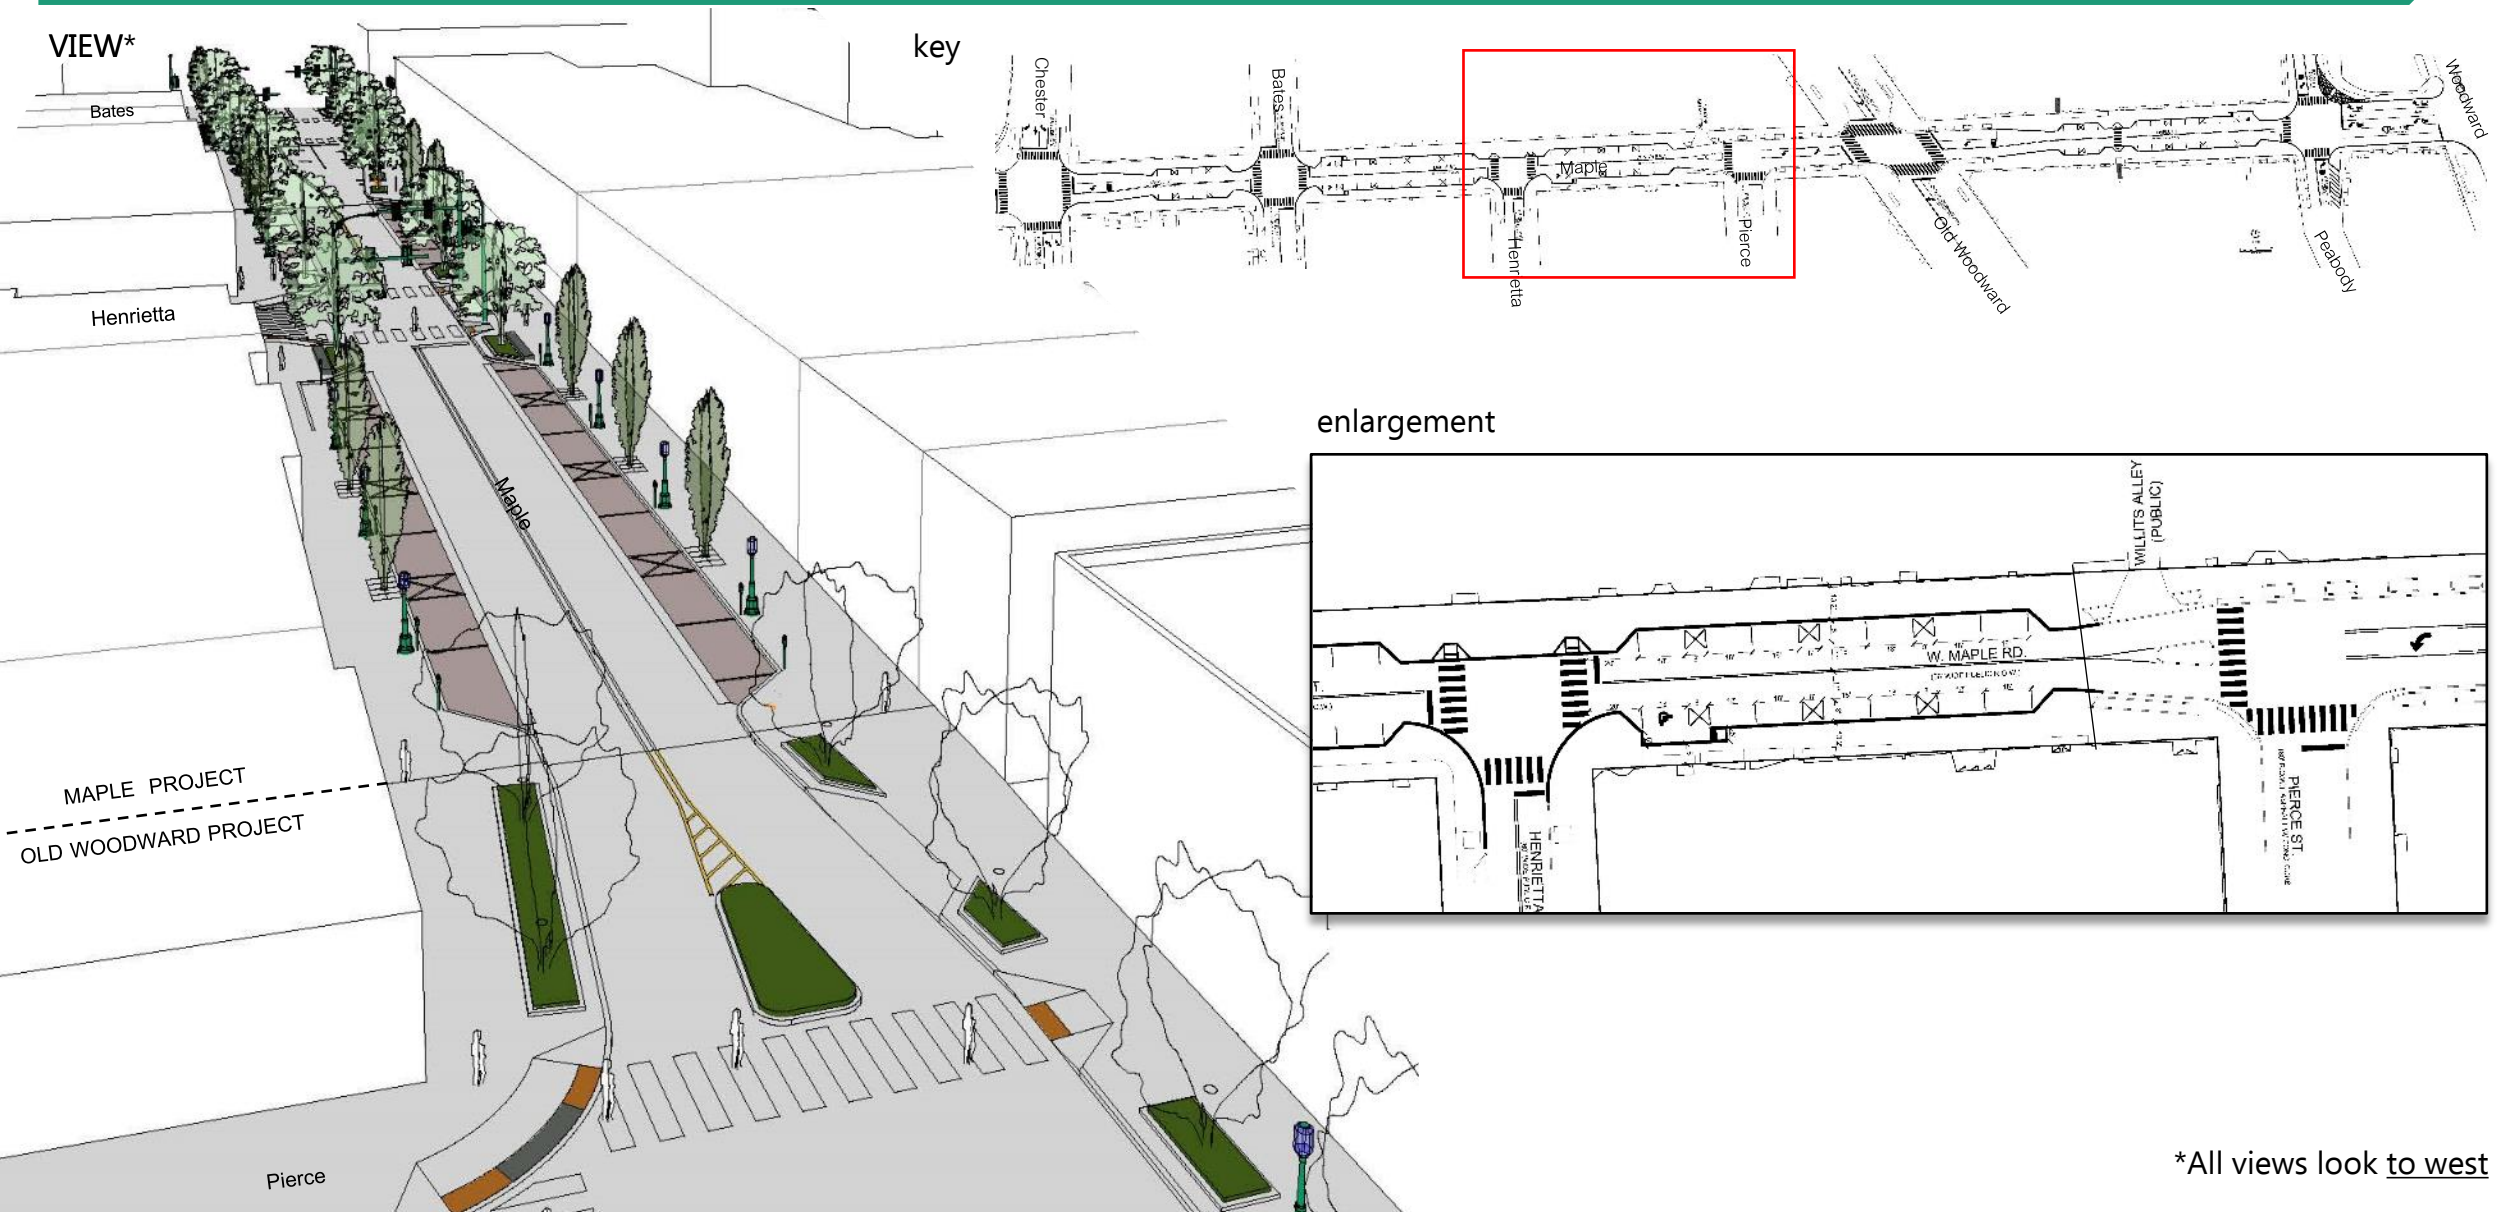 VIEW*
key
Bates
Henrietta
Maple
MAPLE PROJECT
OLD WOODWARD PROJECT
Pierce
Chester
Bates
Maple
Henrietta
Pierce
Old Woodward
Peabody
Woodward
enlargement
WILLITS ALLEY
(PUBLIC)
W. MAPLE RD.
HENRIETTA
PIERCE ST.
*All views look to west